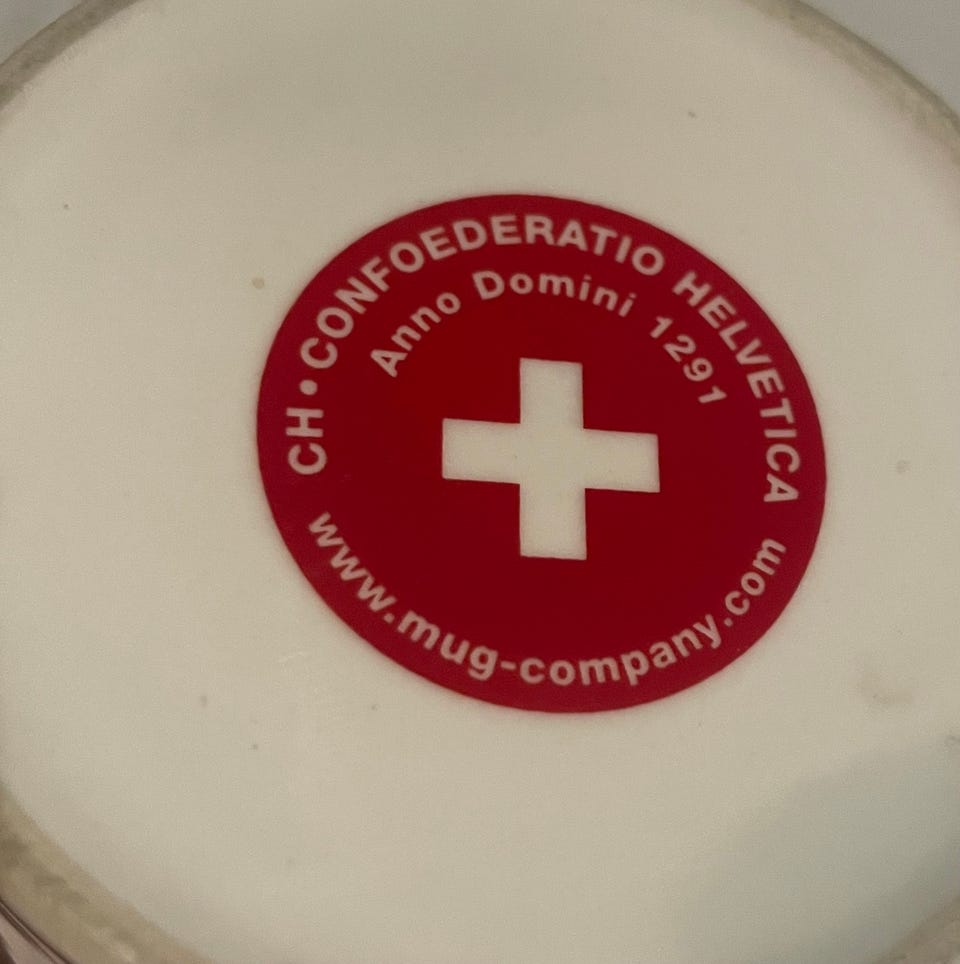 CH • CONFOEDERATIO HELVETICA
Anno Domini 1291
www.mug-company.com